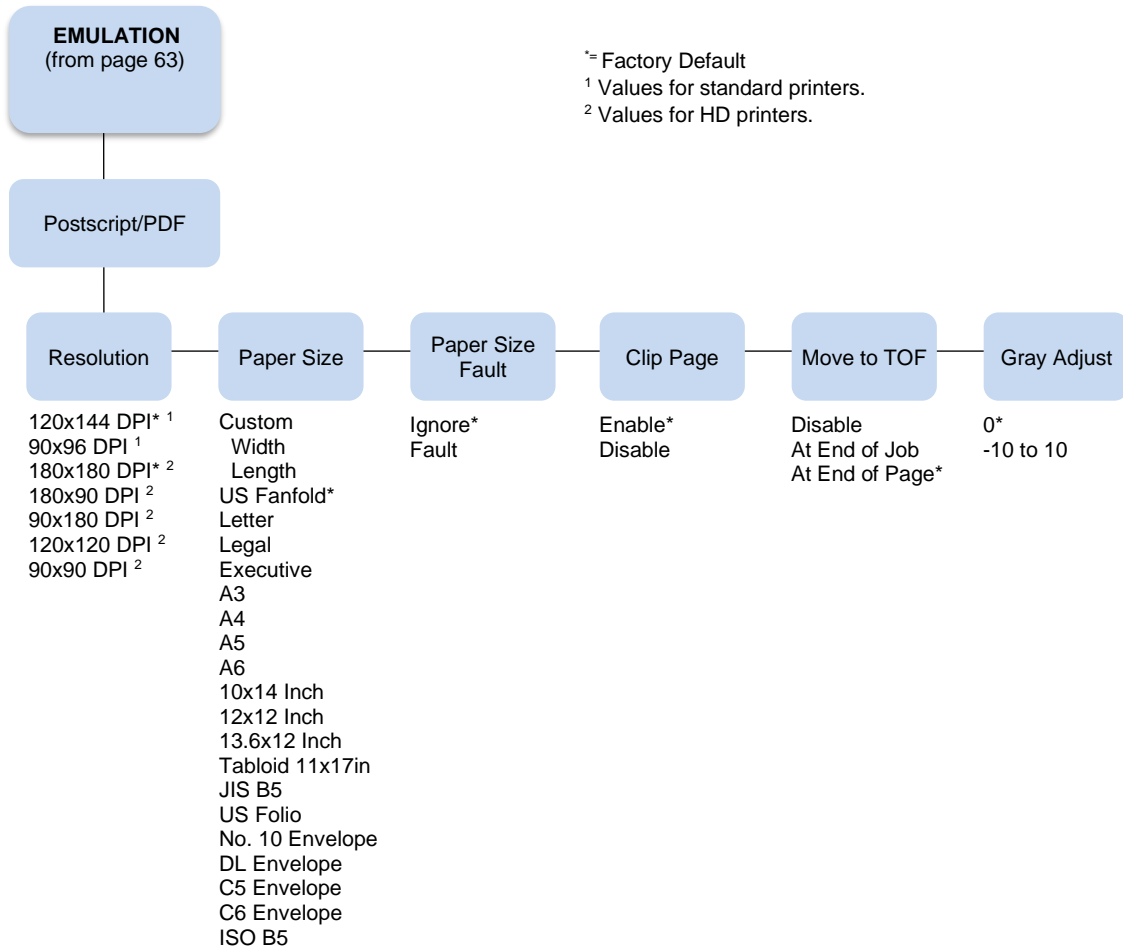 EMULATION
(from page 63)
*= Factory Default
1 Values for standard printers.
2 Values for HD printers.
Postscript/PDF
Resolution
120x144 DPI* 1
90x96 DPI 1
180x180 DPI* 2
180x90 DPI 2
90x180 DPI 2
120x120 DPI 2
90x90 DPI 2
Paper Size
Custom
Width
Length
US Fanfold*
Letter
Legal
Executive
A3
A4
A5
A6
10x14 Inch
12x12 Inch
13.6x12 Inch
Tabloid 11x17in
JIS B5
US Folio
No. 10 Envelope
DL Envelope
C5 Envelope
C6 Envelope
ISO B5
Paper Size
Fault
Ignore*
Fault
Clip Page
Enable*
Disable
Move to TOF
Disable
At End of Job
At End of Page*
Gray Adjust
0*
-10 to 10